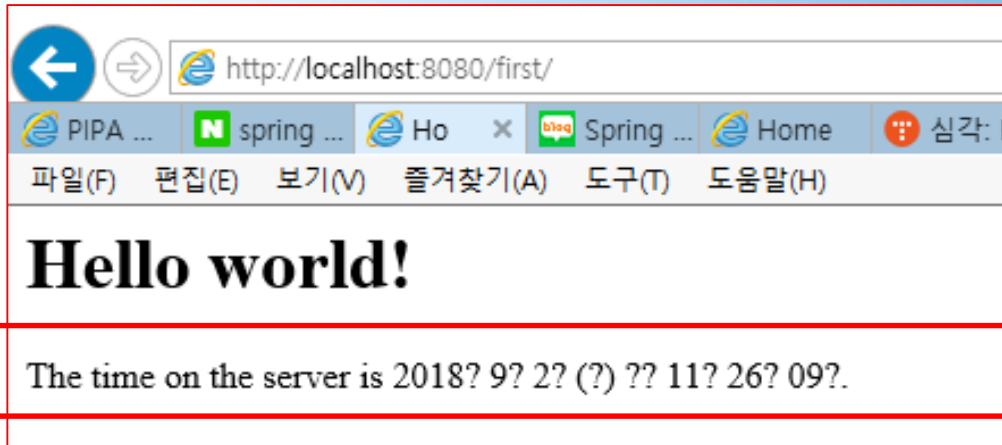 http://localhost:8080/first/
PIPA ... N spring ... Ho × blog Spring ... Home 심각:
파일(F) 편집(E) 보기(V) 즐겨찾기(A) 도구(T) 도움말(H)
Hello world!
The time on the server is 2018? 9? 2? (?) ?? 11? 26? 09?.